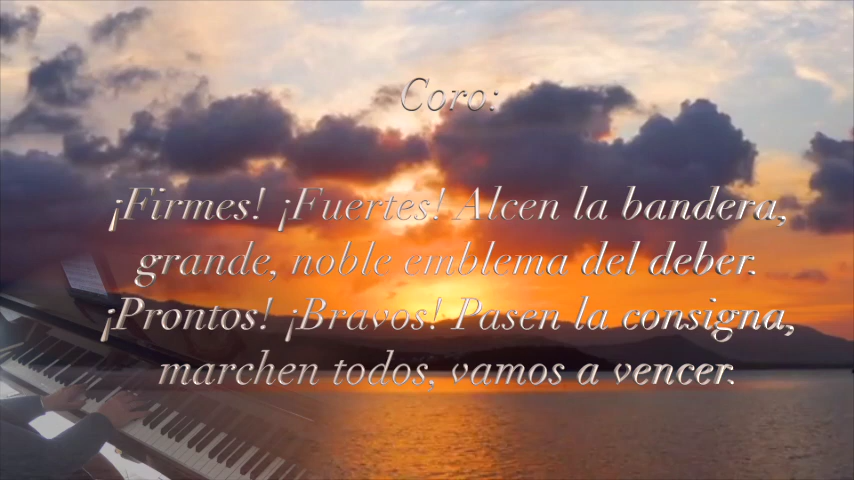 Coro:
¡Firmes! ¡Fuertes! Alcen la bandera,
grande, noble emblema del deber.
¡Prontos! ¡Bravos! Pasen la consigna,
marchen todos, vamos a vencer.